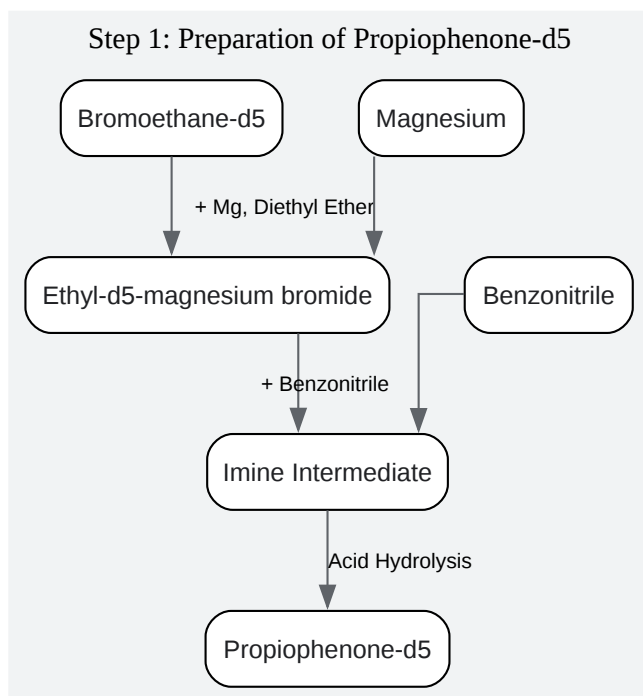 Step 1: Preparation of Propiophenone-d5
Bromoethane-d5
Magnesium
+ Mg, Diethyl Ether
Ethyl-d5-magnesium bromide
Benzonitrile
+ Benzonitrile
Imine Intermediate
Acid Hydrolysis
Propiophenone-d5